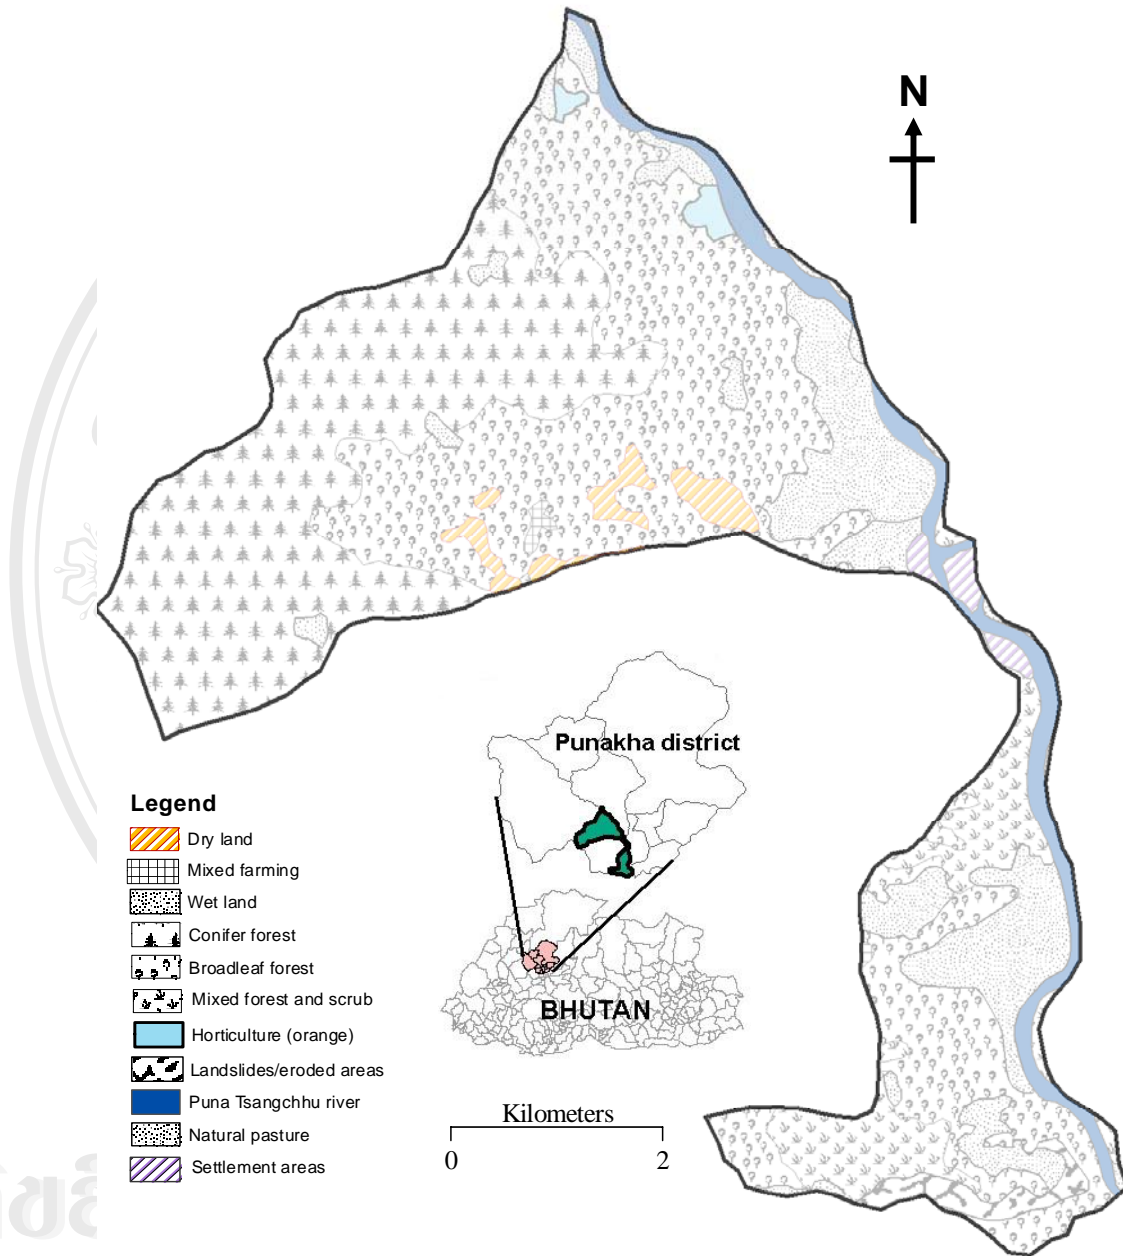 N
Punakha district
Legend
Dry land
Mixed farming
Wet land
Conifer forest
Broadleaf forest
Mixed forest and scrub
Horticulture (orange)
Landslides/eroded areas
Puna Tsangchhu river
Natural pasture
Settlement areas
BHUTAN
Kilometers
0 2